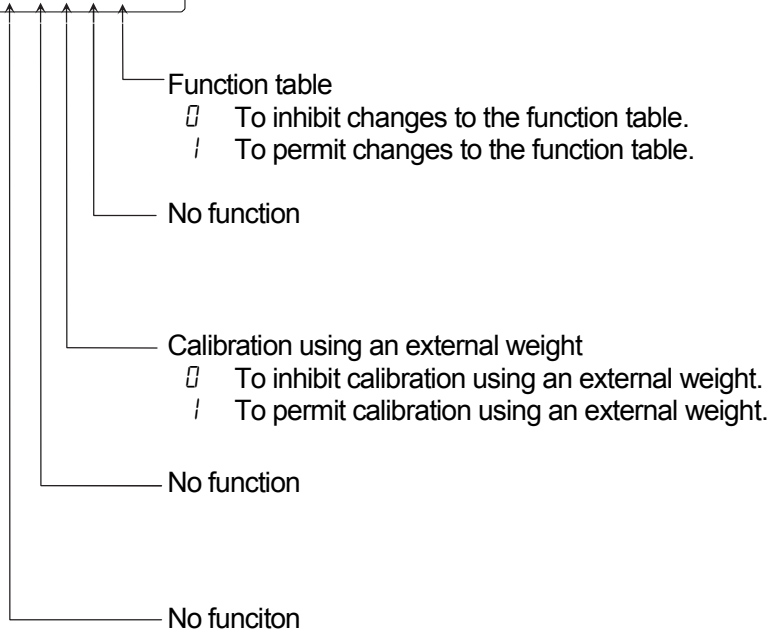 Function table
0 To inhibit changes to the function table.
1 To permit changes to the function table.
No function
Calibration using an external weight
0 To inhibit calibration using an external weight.
1 To permit calibration using an external weight.
No function
No funciton